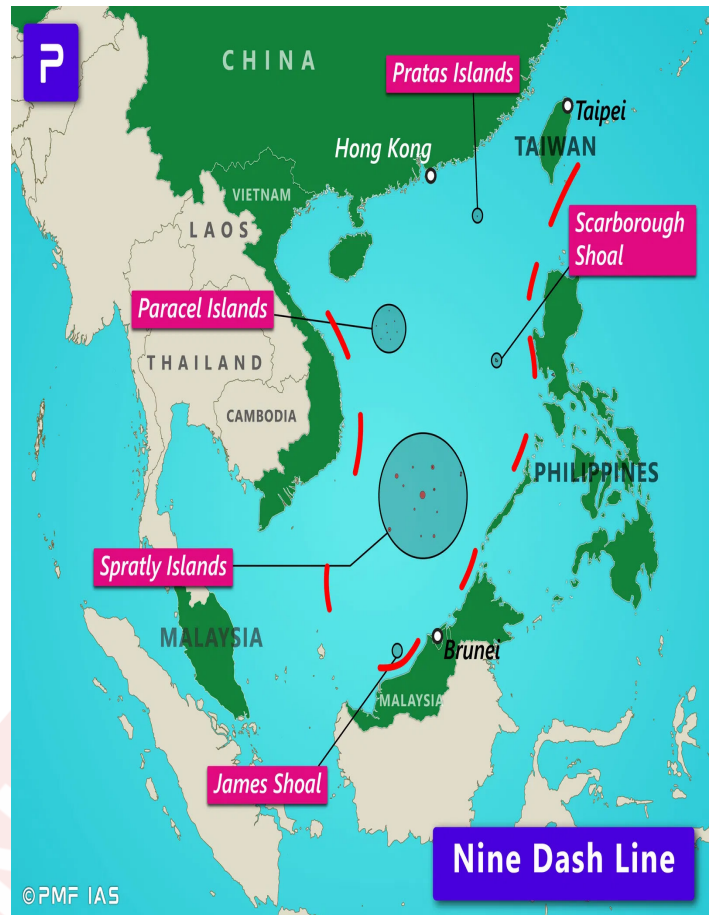 P
CHINA
Pratas Islands
Taipei
Hong Kong
TAIWAN
VIETNAM
LAOS
Scarborough
Shoal
Paracel Islands
THAILAND
CAMBODIA
PHILIPPINES
Spratly Islands
MALAYSIA
Brunei
MALAYSIA
James Shoal
Nine Dash Line
©PMF IAS